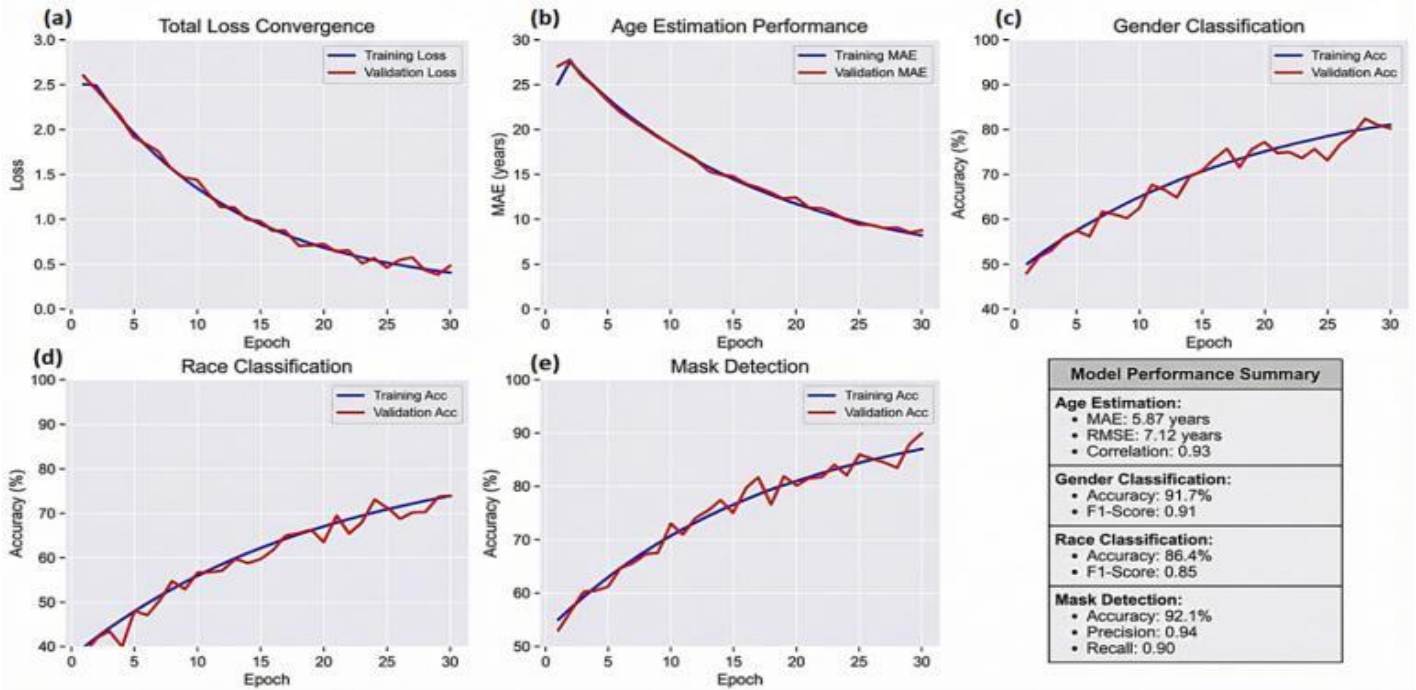 (a)
Total Loss Convergence
Training Loss
Validation Loss
3.0
2.5
2.0
1.5
1.0
0.5
0.0
Loss
0 5 10 15 20 25 30
Epoch
(b)
Age Estimation Performance
Training MAE
Validation MAE
30
25
20
15
10
5
0
MAE (years)
0 5 10 15 20 25 30
Epoch
(c)
Gender Classification
Training Acc
Validation Acc
100
90
80
70
60
50
40
Accuracy (%)
0 5 10 15 20 25 30
Epoch
(d)
Race Classification
Training Acc
Validation Acc
100
90
80
70
60
50
40
Accuracy (%)
0 5 10 15 20 25 30
Epoch
(e)
Mask Detection
Training Acc
Validation Acc
100
90
80
70
60
50
Accuracy (%)
0 5 10 15 20 25 30
Epoch
Model Performance Summary
Age Estimation:
• MAE: 5.87 years
• RMSE: 7.12 years
• Correlation: 0.93
Gender Classification:
• Accuracy: 91.7%
• F1-Score: 0.91
Race Classification:
• Accuracy: 86.4%
• F1-Score: 0.85
Mask Detection:
• Accuracy: 92.1%
• Precision: 0.94
• Recall: 0.90